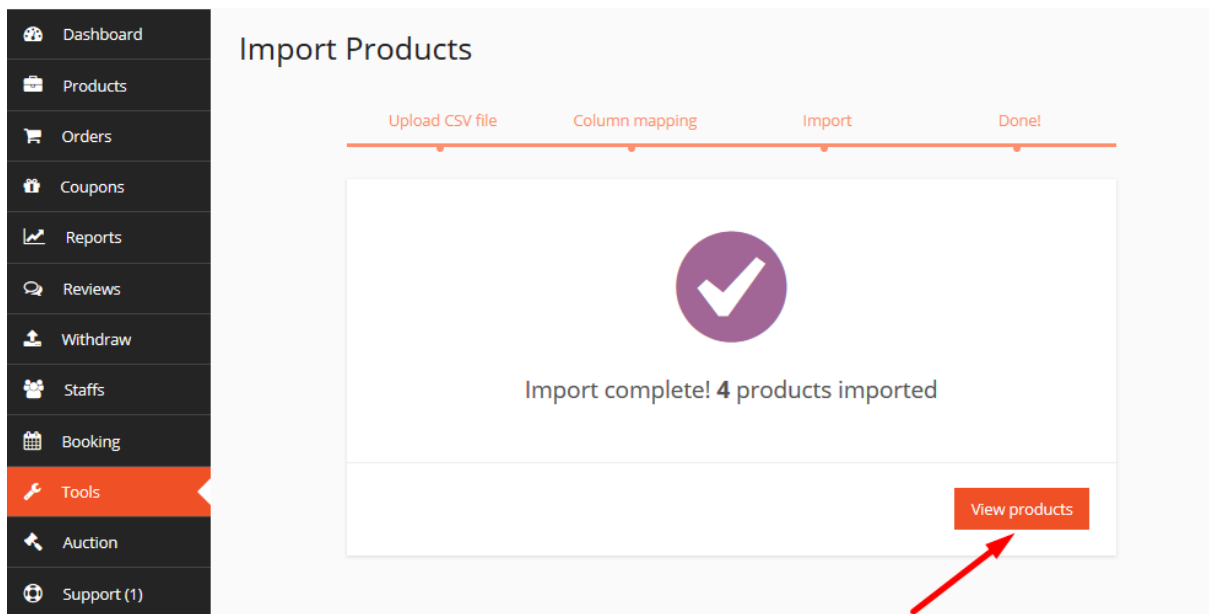 Dashboard
Products
Orders
Coupons
Reports
Reviews
Withdraw
Staffs
Booking
Tools
Auction
Support (1)
Import Products
Upload CSV file
Column mapping
Import
Done!
Import complete! 4 products imported
View products